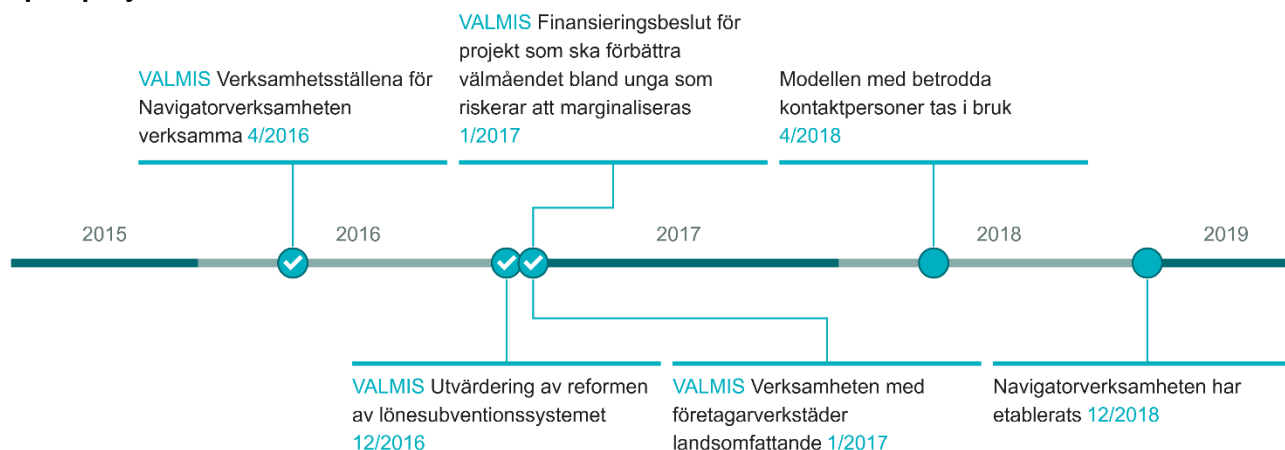 VALMIS Verksamhetsställena för
Navigatorverksamheten
verksamma 4/2016
VALMIS Finansieringsbeslut för
projekt som ska förbättra
välmåendet bland unga som
riskerar att marginaliseras
1/2017
Modellen med betrodda
kontaktpersoner tas i bruk
4/2018
2015
2016
2017
2018
2019
VALMIS Utvärdering av reformen
av lönesubventionssystemet
12/2016
VALMIS Verksamheten med
företagarverkstäder
landsomfattande 1/2017
Navigatorverksamheten har
etablerats 12/2018